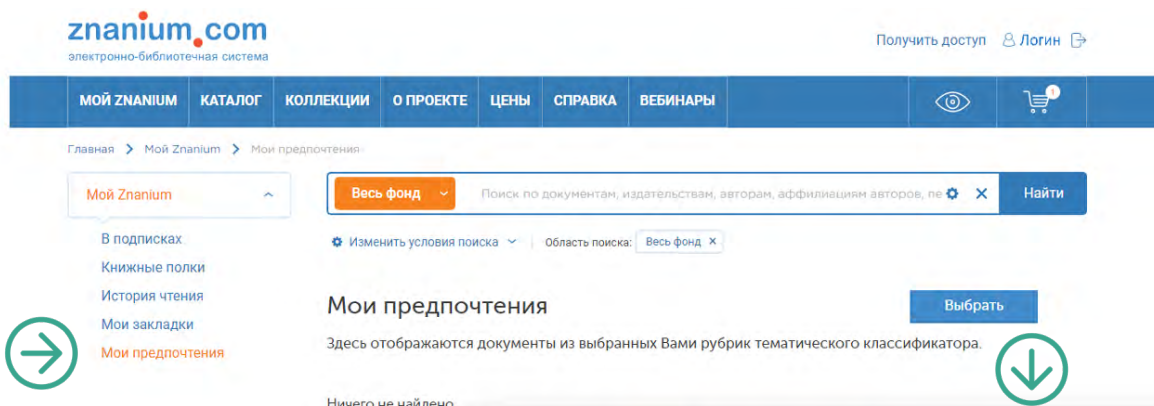 znanium.com
электронно-библиотечная система
Получить доступ Логин
МОЙ ZNANIUM КАТАЛОГ КОЛЛЕКЦИИ О ПРОЕКТЕ ЦЕНЫ СПРАВКА ВЕБИНАРЫ 1
Главная > Мой Znanium > Мои предпочтения
Мой Znanium
Весь фонд Поиск по документам, издательствам, авторам, аффилиациям авторов, пе Найти
Изменить условия поиска Область поиска: Весь фонд ×
В подписках
Книжные полки
История чтения
Мои закладки
Мои предпочтения
Мои предпочтения
Выбрать
Здесь отображаются документы из выбранных Вами рубрик тематического классификатора.
Ничего не найдено